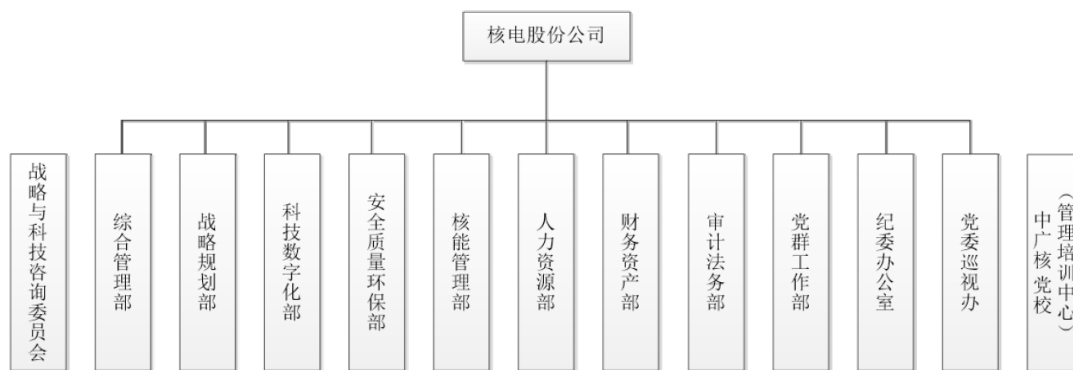 核电股份公司
战略与科技咨询委员会
综合管理部
战略规划部
科技数字化部
安全质量环保部
核能管理部
人力资源部
财务资产部
审计法务部
党群工作部
纪委办公室
党委巡视办
中广核党校
（管理培训中心）